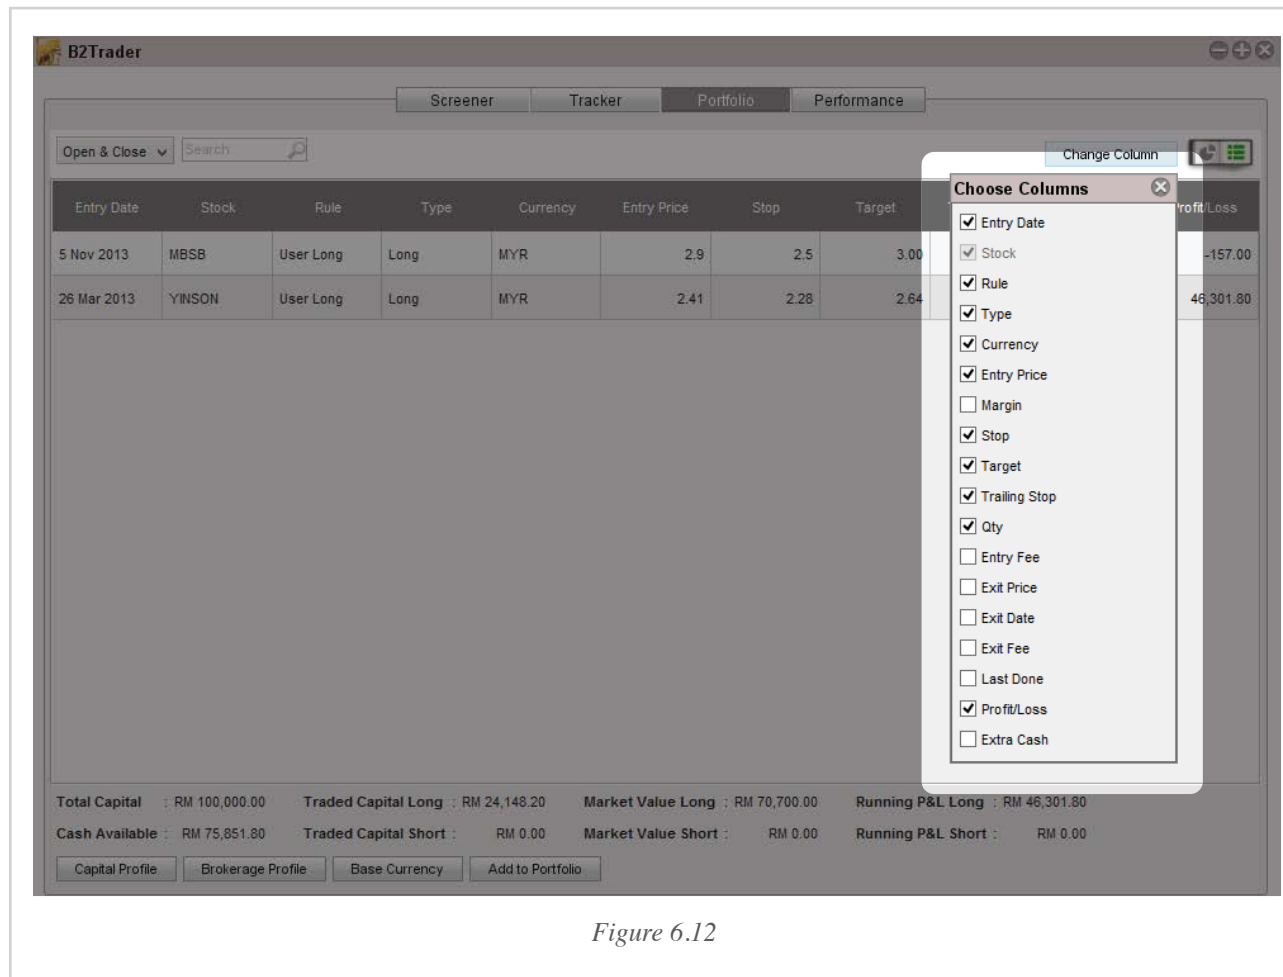 B2Trader
Screener Tracker Portfolio Performance
Open & Close Search Change Column
Choose Columns
Entry Date Stock Rule Type Currency Entry Price Stop Target rofit/Loss
5 Nov 2013 MBSB User Long Long MYR 2.9 2.5 3.00 -157.00
26 Mar 2013 YINSON User Long Long MYR 2.41 2.28 2.64 46,301.80
Entry Date
Stock
Rule
Type
Currency
Entry Price
Margin
Stop
Target
Trailing Stop
Qty
Entry Fee
Exit Price
Exit Date
Exit Fee
Last Done
Profit/Loss
Extra Cash
Total Capital : RM 100,000.00 Traded Capital Long : RM 24,148.20 Market Value Long : RM 70,700.00 Running P&L Long : RM 46,301.80
Cash Available : RM 75,851.80 Traded Capital Short : RM 0.00 Market Value Short : RM 0.00 Running P&L Short : RM 0.00
Capital Profile Brokerage Profile Base Currency Add to Portfolio
Figure 6.12